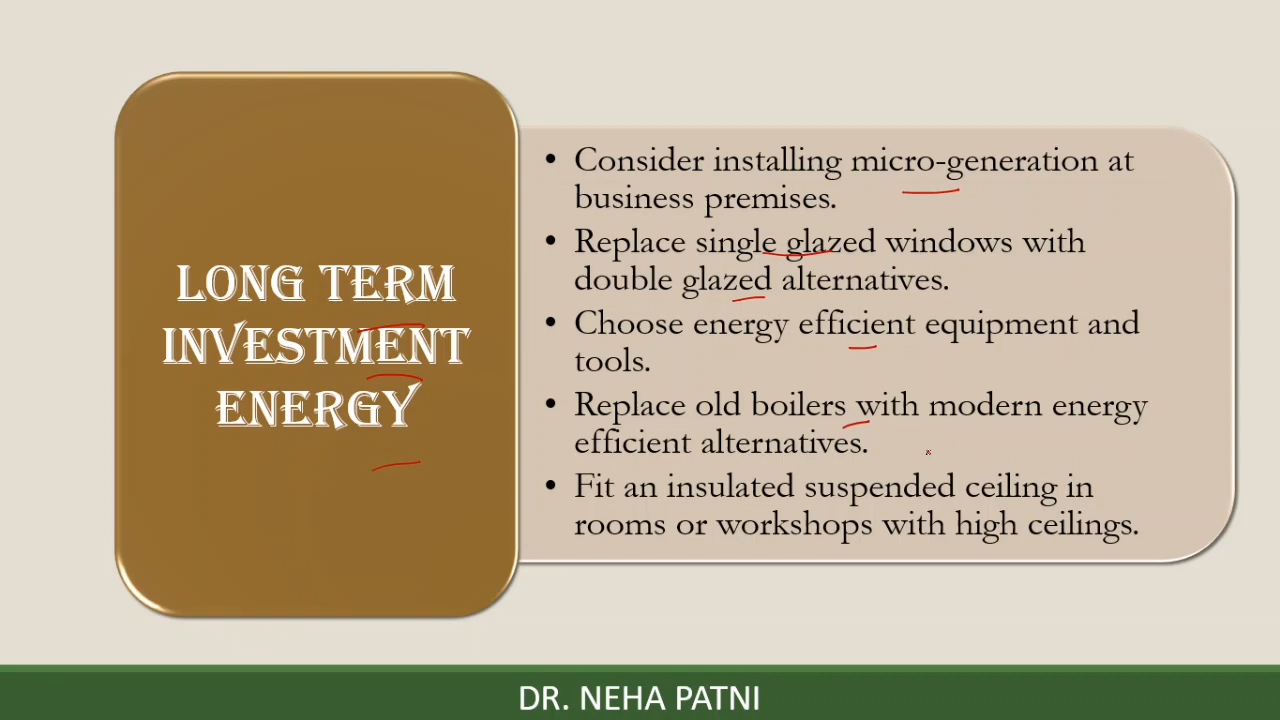 LONG TERM
INVESTMENT
ENERGY
• Consider installing micro-generation at
business premises.
• Replace single glazed windows with
double glazed alternatives.
• Choose energy efficient equipment and
tools.
• Replace old boilers with modern energy
efficient alternatives.
• Fit an insulated suspended ceiling in
rooms or workshops with high ceilings.
DR. NEHA PATNI